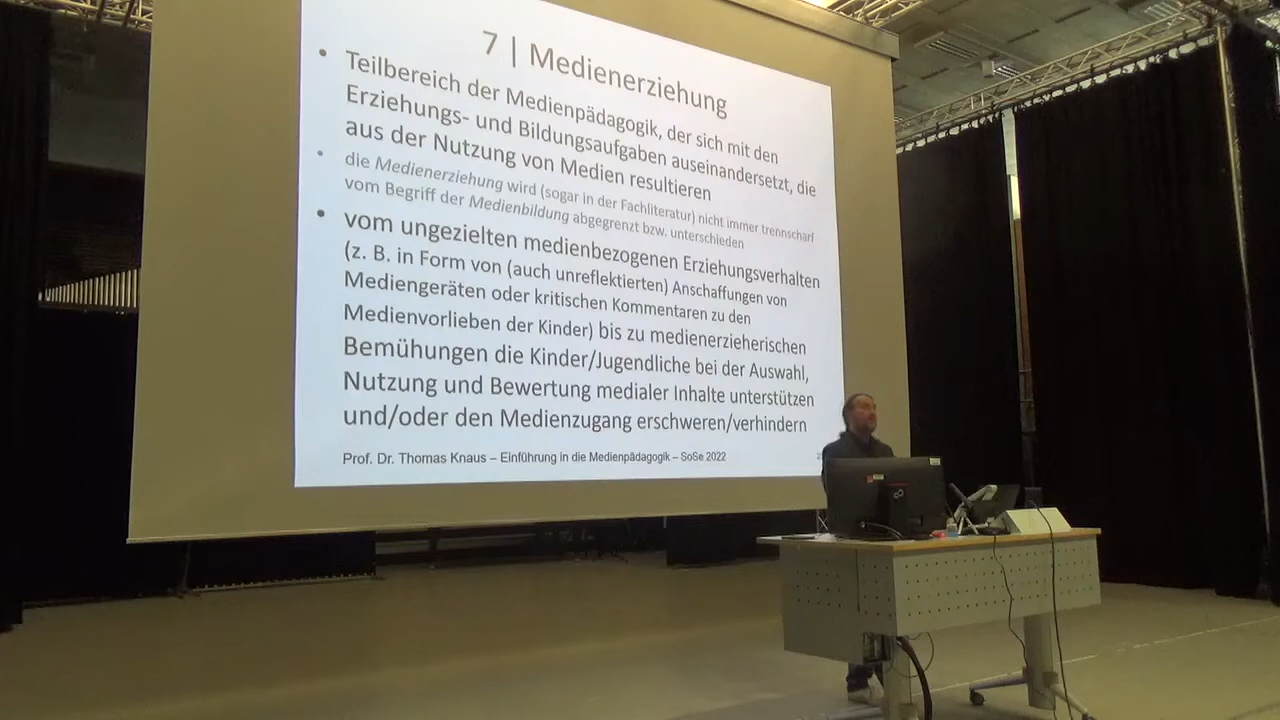 7 | Medienerziehung
• Teilbereich der Medienpädagogik, der sich mit den
Erziehungs- und Bildungsaufgaben auseinandersetzt, die
aus der Nutzung von Medien resultieren
• die Medienerziehung wird (sogar in der Fachliteratur) nicht immer trennscharf
vom Begriff der Medienbildung abgegrenzt bzw. unterschieden
• vom ungezielten medienbezogenen Erziehungsverhalten
(z. B. in Form von (auch unreflektierten) Anschaffungen von
Mediengeräten oder kritischen Kommentaren zu den
Medienvorlieben der Kinder) bis zu medienerzieherischen
Bemühungen die Kinder/Jugendliche bei der Auswahl,
Nutzung und Bewertung medialer Inhalte unterstützen
und/oder den Medienzugang erschweren/verhindern
Prof. Dr. Thomas Knaus – Einführung in die Medienpädagogik – SoSe 2022